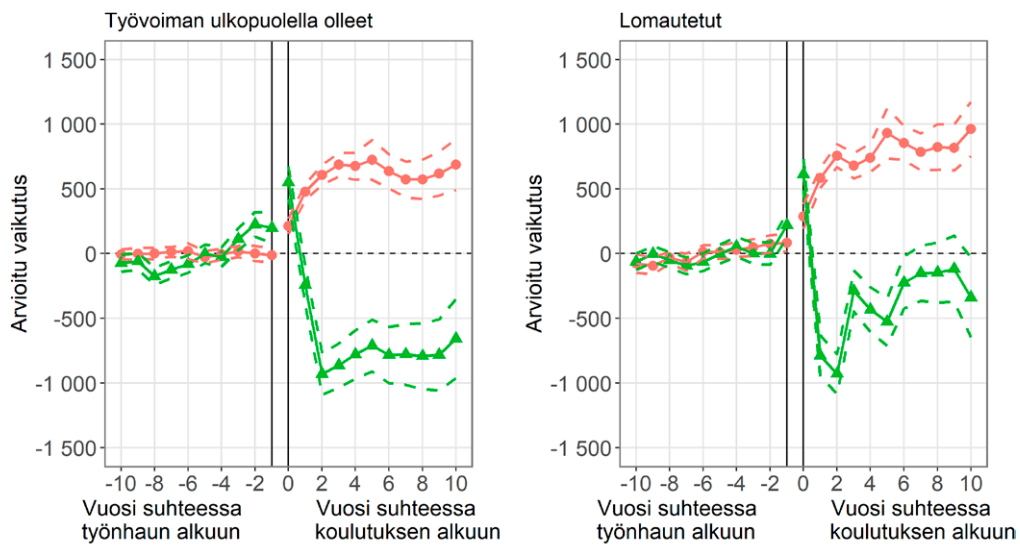 Työvoiman ulkopuolella olleet
1 500
1 000
500
0
-500
-1 000
-1 500
Arvioitu vaikutus
-10 -8 -6 -4 -2 0 2 4 6 8 10
Vuosi suhteessa
työnhaun alkuun
Vuosi suhteessa
koulutuksen alkuun
Lomautetut
1 500
1 000
500
0
-500
-1 000
-1 500
Arvioitu vaikutus
-10 -8 -6 -4 -2 0 2 4 6 8 10
Vuosi suhteessa
työnhaun alkuun
Vuosi suhteessa
koulutuksen alkuun